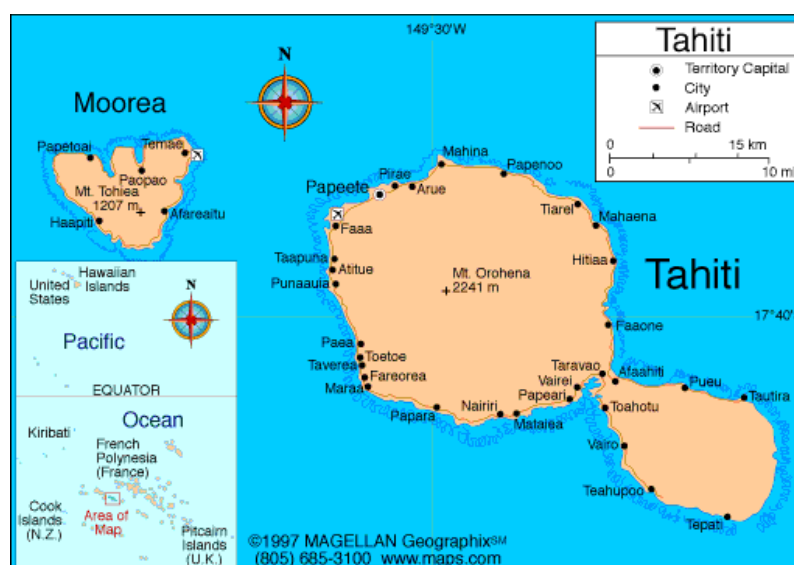 149°30'W
Tahiti
Territory Capital
City
Airport
Road
0 15 km
0 10 mi
N
Moorea
Papetoai
Temae
Paopao
Mt. Tohiea
1207 m
Haapiti
Afareaitu
Mahina
Papenoo
Pirae
Papeete
Arue
Tiarel
Mahaena
Faaa
Hitiaa
Taapuna
Atitue
Punaauia
Mt. Orohena
2241 m
Tahiti
17°40'
Faaone
Paea
Toetoe
Taverea
Fareorea
Maraa
Taravao
Afaahiti
Vairei
Pueu
Papeari
Tautira
Papara
Nairiri
Mataiea
Toahotu
Vairo
Teahupoo
Tepati
Hawaiian
Islands
United
States
N
Pacific
EQUATOR
Ocean
Kiribati
French
Polynesia
(France)
Cook
Islands
(N.Z.)
Area of
Map
Pitcairn
Islands
(U.K.)
©1997 MAGELLAN Geographix℠
(805) 685-3100 www.maps.com